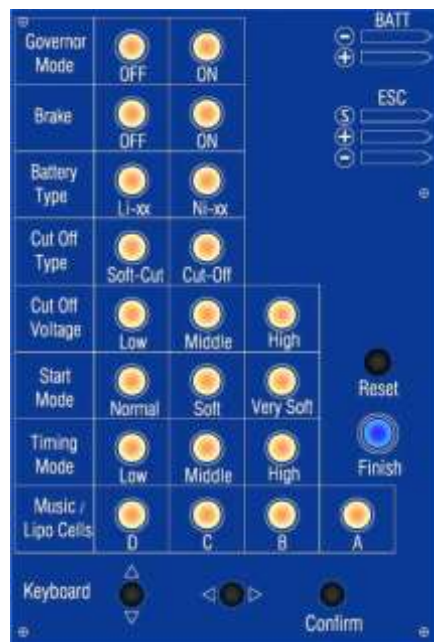 BATT
Governor
Mode
OFF ON
ESC
S
Brake
OFF ON
Battery
Type
Li-xx Ni-xx
Cut Off
Type
Soft-Cut Cut-Off
Cut Off
Voltage
Low Middle High
Start
Mode
Normal Soft Very Soft
Reset
Timing
Mode
Low Middle High
Finish
Music /
Lipo Cells
D C B A
Keyboard
Confirm